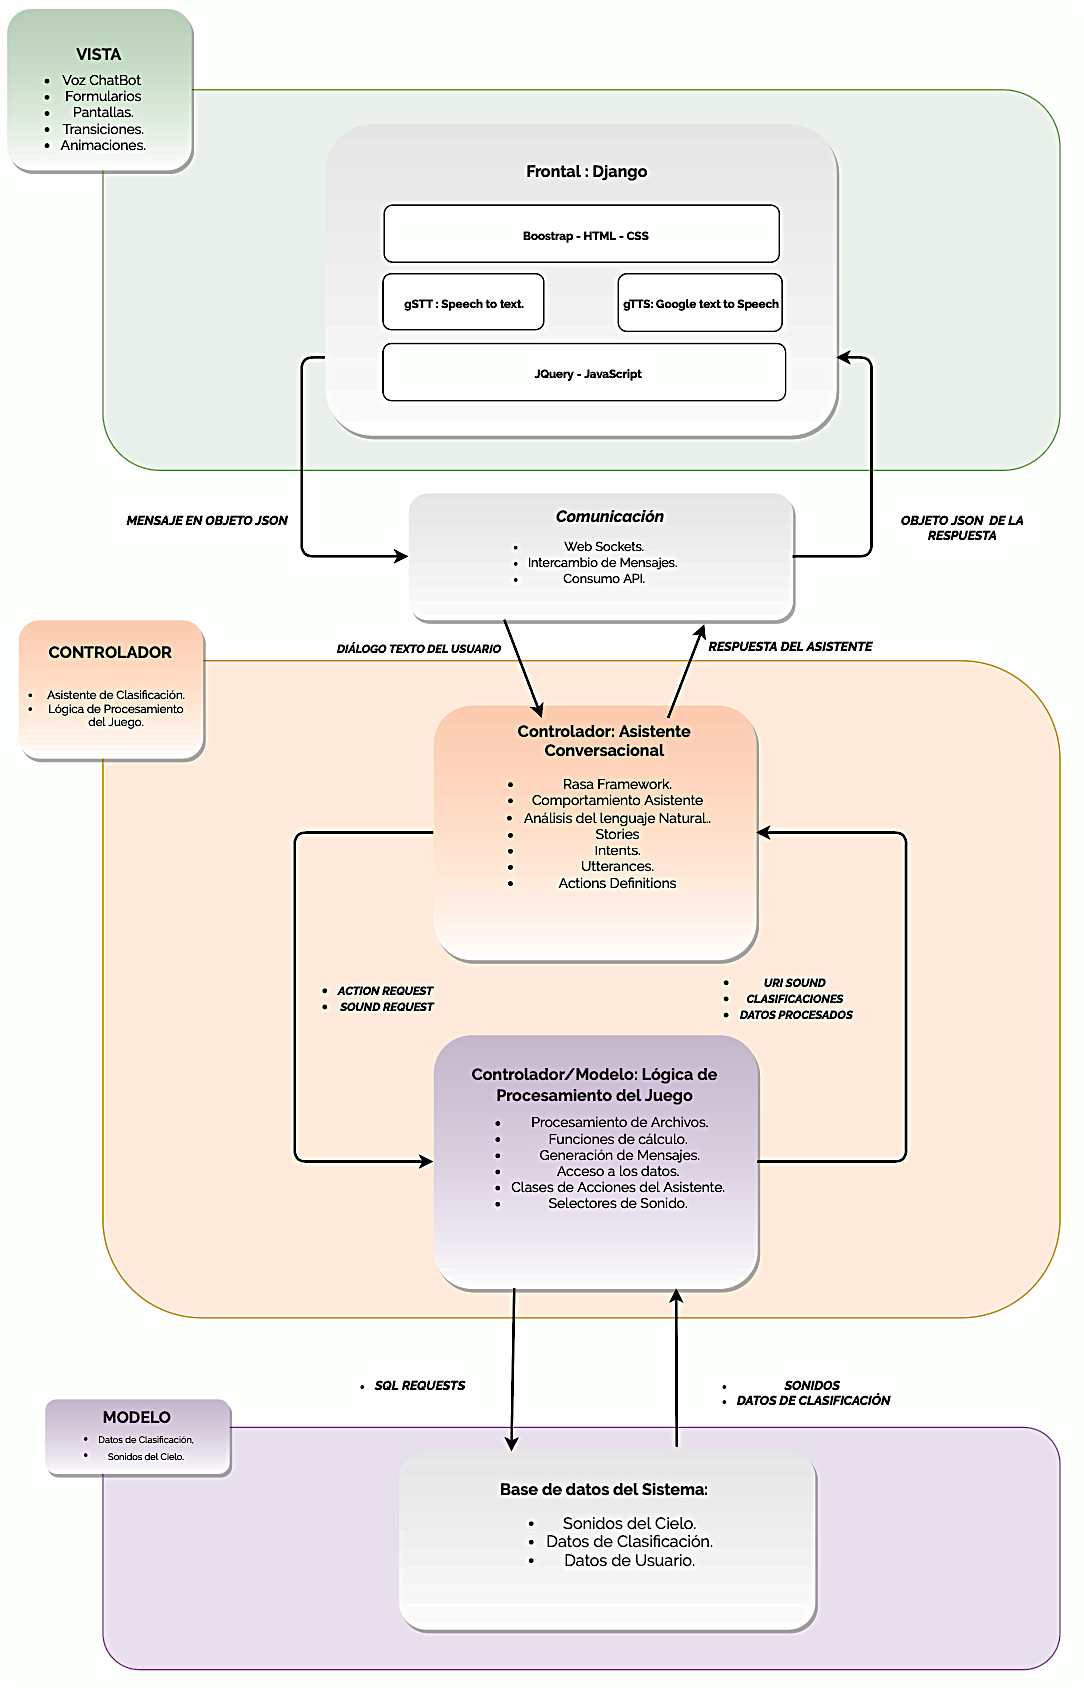 VISTA
• Voz ChatBot
• Formularios
• Pantallas.
• Transiciones.
• Animaciones.
Frontal : Django
Boostrap - HTML - CSS
gSTT : Speech to text.
gTTS: Google text to Speech
JQuery - JavaScript
MENSAJE EN OBJETO JSON
OBJETO JSON DE LA
RESPUESTA
Comunicación
• Web Sockets.
• Intercambio de Mensajes.
• Consumo API.
DIÁLOGO TEXTO DEL USUARIO
RESPUESTA DEL ASISTENTE
CONTROLADOR
• Asistente de Clasificación.
• Lógica de Procesamiento
del Juego.
Controlador: Asistente
Conversacional
• Rasa Framework.
• Comportamiento Asistente
• Análisis del lenguaje Natural..
• Stories
• Intents.
• Utterances.
• Actions Definitions
• ACTION REQUEST
• SOUND REQUEST
• URI SOUND
• CLASIFICACIONES
• DATOS PROCESADOS
Controlador/Modelo: Lógica de
Procesamiento del Juego
• Procesamiento de Archivos.
• Funciones de cálculo.
• Generación de Mensajes.
• Acceso a los datos.
• Clases de Acciones del Asistente.
• Selectores de Sonido.
• SQL REQUESTS
• SONIDOS
• DATOS DE CLASIFICACIÓN
MODELO
• Datos de Clasificación,
• Sonidos del Cielo.
Base de datos del Sistema:
• Sonidos del Cielo.
• Datos de Clasificación.
• Datos de Usuario.